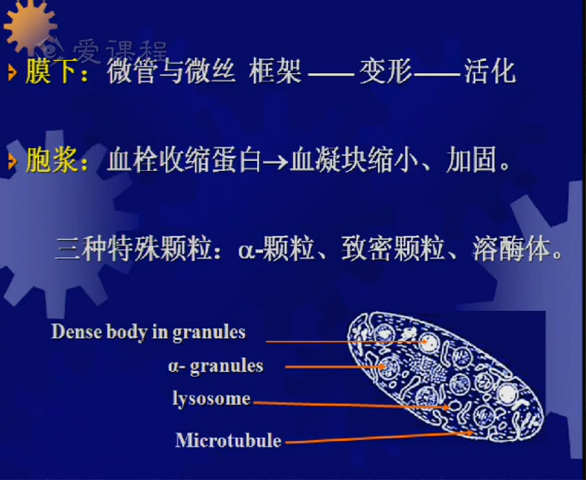 爱课程
膜下：微管与微丝 框架 —— 变形 —— 活化
胞浆：血栓收缩蛋白→血凝块缩小、加固。
三种特殊颗粒：α-颗粒、致密颗粒、溶酶体。
Dense body in granules
α- granules
lysosome
Microtubule